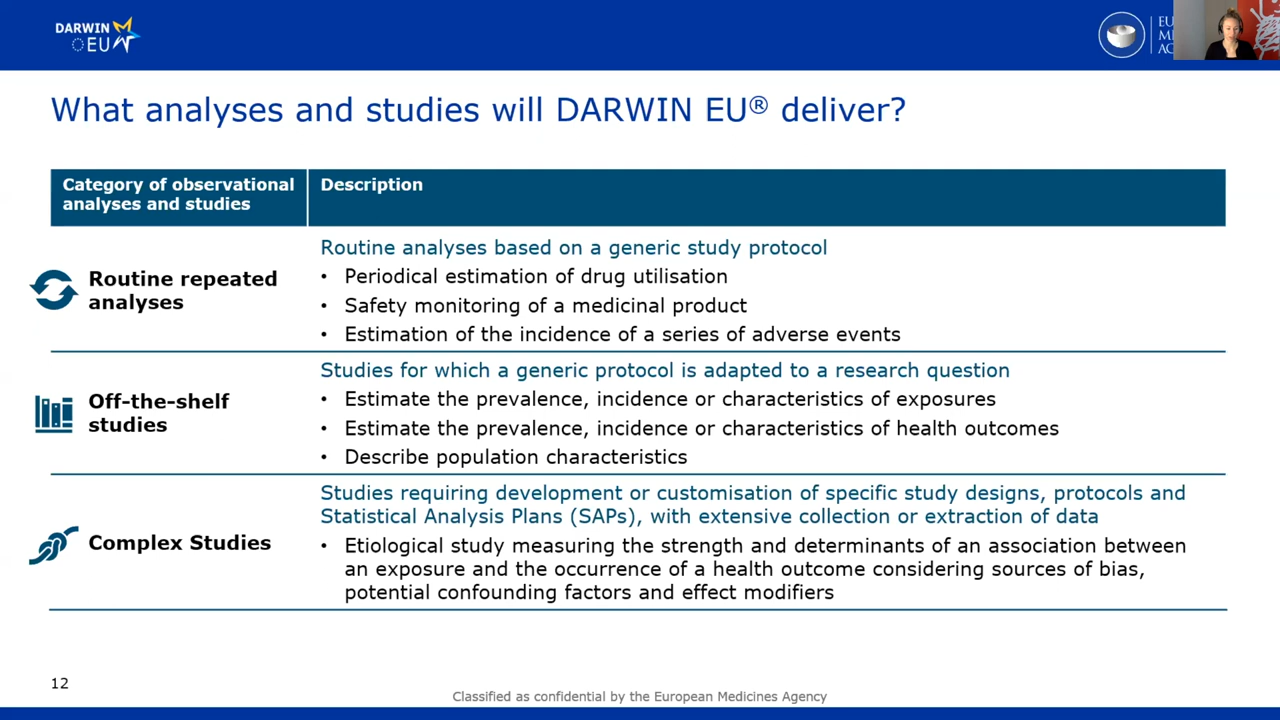 DARWIN
EU
EU
ME
AG
What analyses and studies will DARWIN EU® deliver?
Category of observational
analyses and studies
Description
Routine repeated
analyses
Routine analyses based on a generic study protocol
• Periodical estimation of drug utilisation
• Safety monitoring of a medicinal product
• Estimation of the incidence of a series of adverse events
Off-the-shelf
studies
Studies for which a generic protocol is adapted to a research question
• Estimate the prevalence, incidence or characteristics of exposures
• Estimate the prevalence, incidence or characteristics of health outcomes
• Describe population characteristics
Complex Studies
Studies requiring development or customisation of specific study designs, protocols and
Statistical Analysis Plans (SAPs), with extensive collection or extraction of data
• Etiological study measuring the strength and determinants of an association between
an exposure and the occurrence of a health outcome considering sources of bias,
potential confounding factors and effect modifiers
12
Classified as confidential by the European Medicines Agency